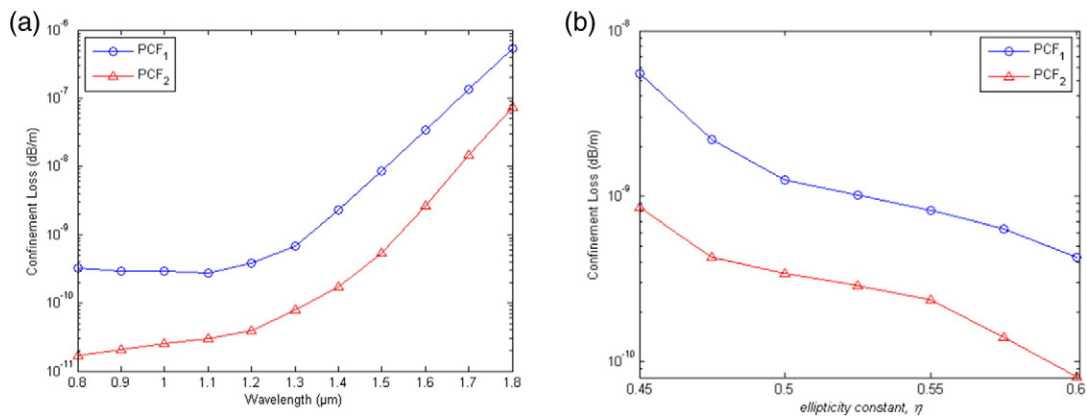 (a)
PCF₁
PCF₂
Confinement Loss (dB/m)
10⁻⁶
10⁻⁷
10⁻⁸
10⁻⁹
10⁻¹⁰
10⁻¹¹
0.8 0.9 1 1.1 1.2 1.3 1.4 1.5 1.6 1.7 1.8
Wavelength (µm)
(b)
PCF₁
PCF₂
Confinement Loss (dB/m)
10⁻⁸
10⁻⁹
10⁻¹⁰
0.45 0.5 0.55 0.6
ellipticity constant, η